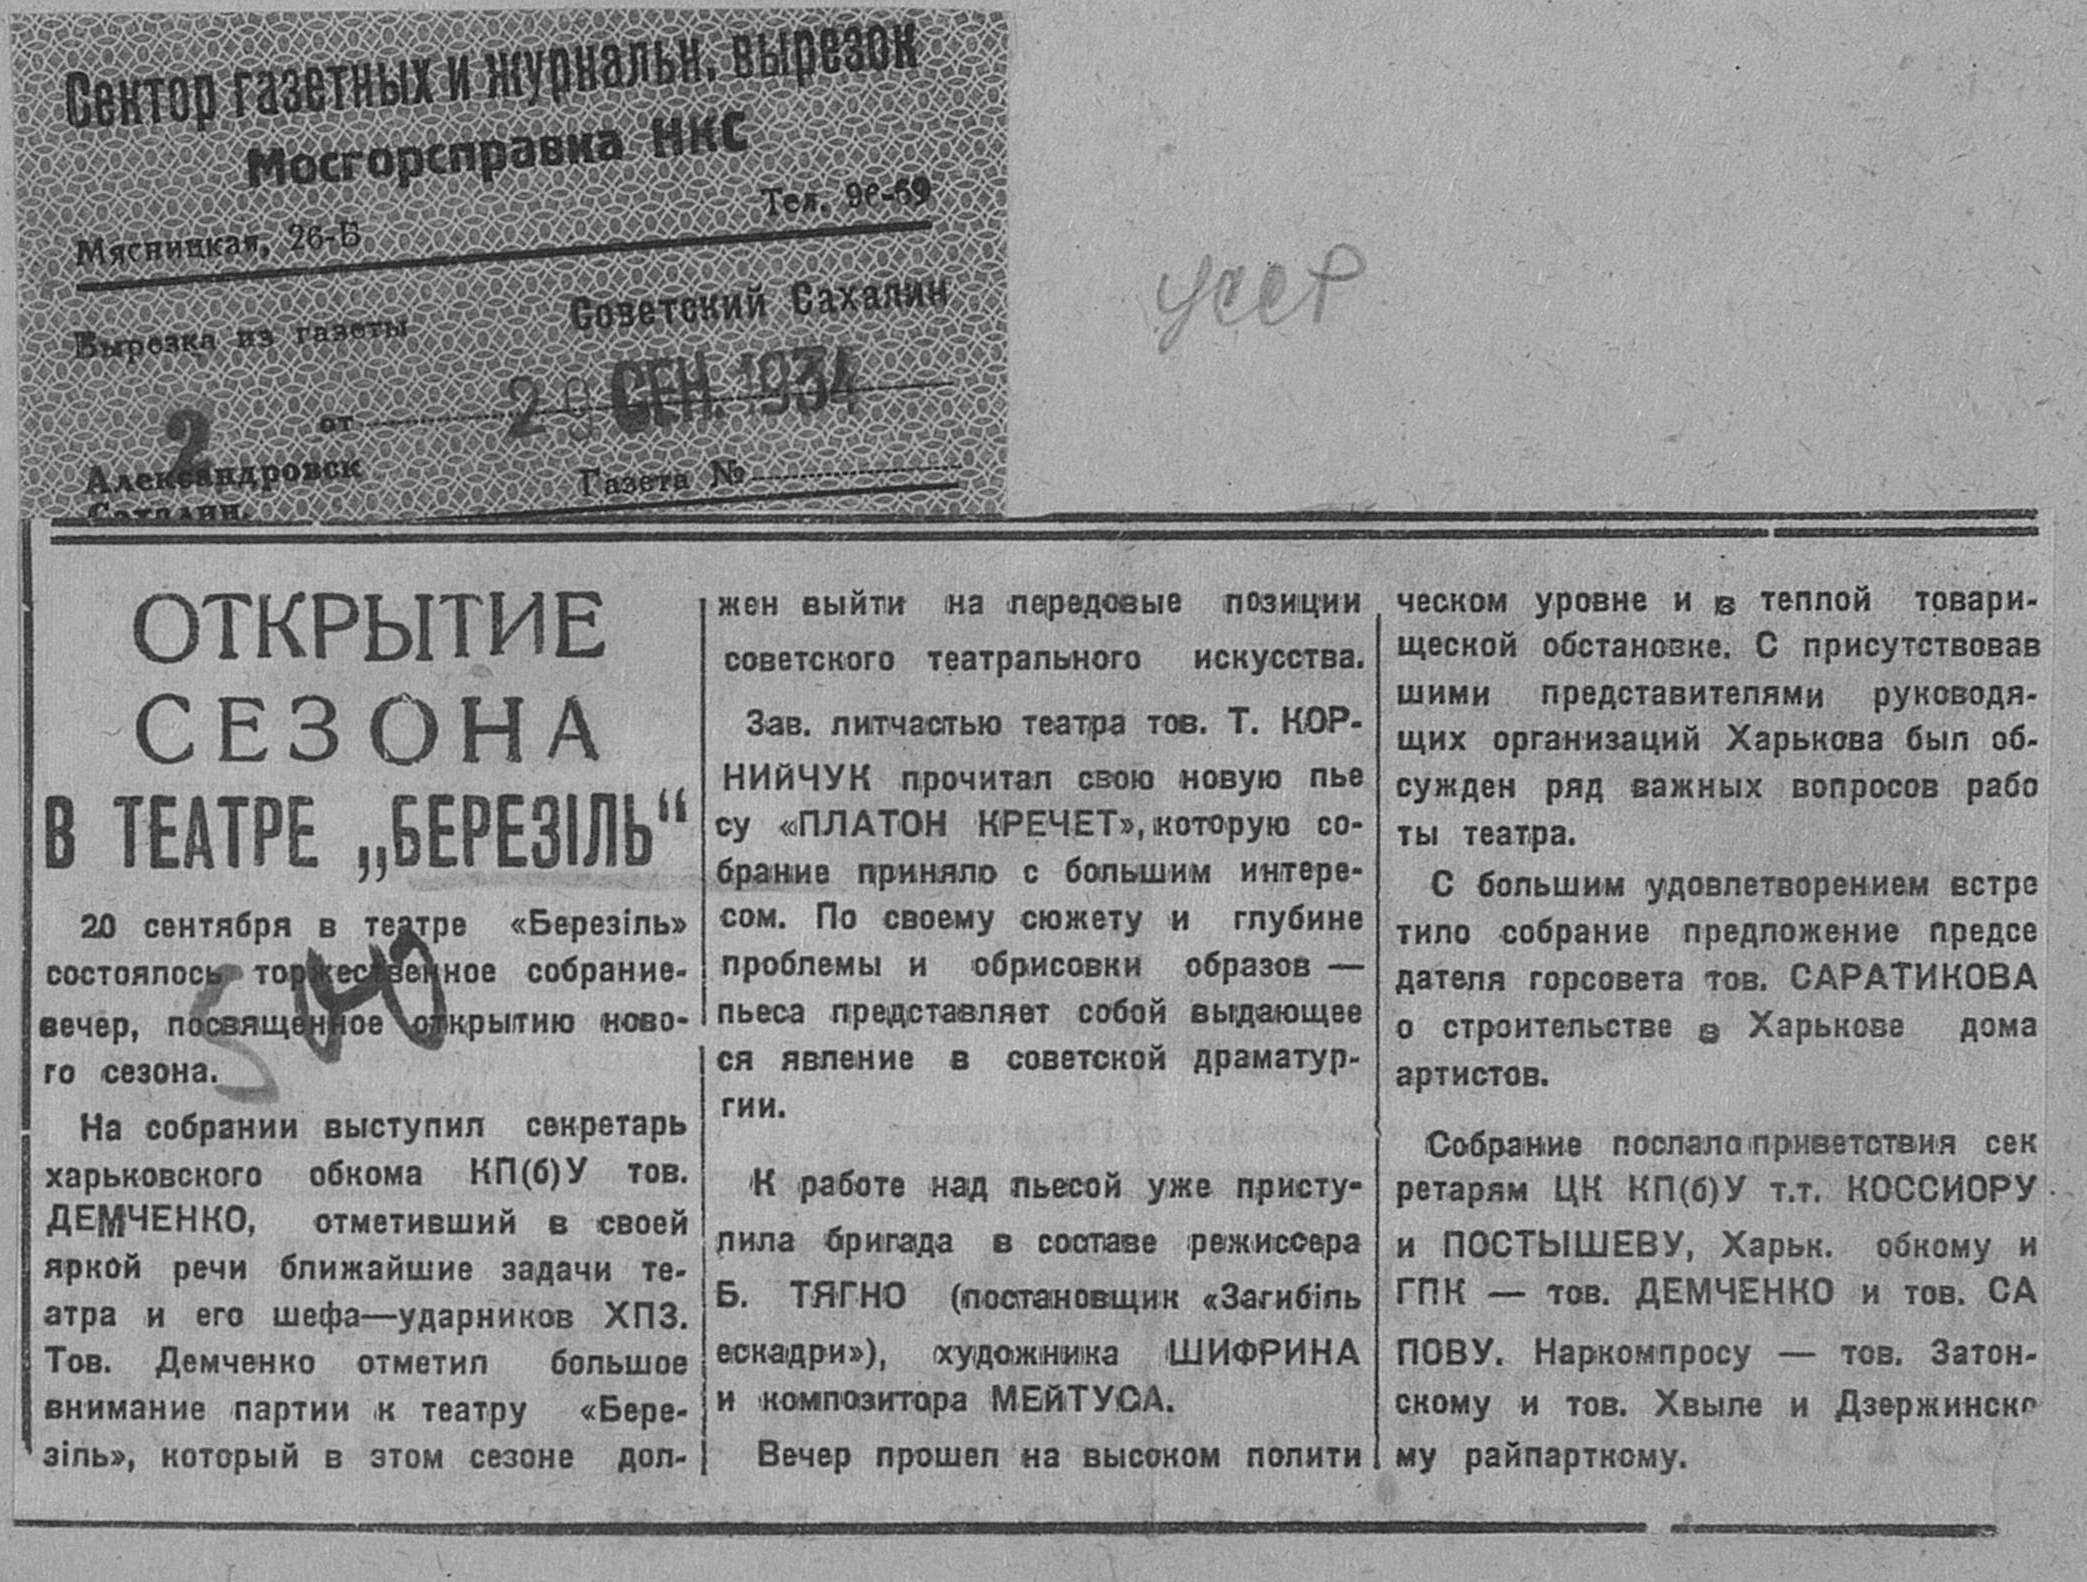 Сектор газетных и журнальн. вырезок
Мосгорсправка НКС
Мясницкая, 26-Б
Тел. 96-69
Вырезка из газеты
Советский Сахалин
2
от
29 СЕН. 1934
Александровск
Сахалин.
Газета №
УССР
ОТКРЫТИЕ
СЕЗОНА
В ТЕАТРЕ „БЕРЕЗІЛЬ“
20 сентября в театре «Березіль»
состоялось торжественное собрание-
вечер, посвященное открытию ново-
го сезона.
На собрании выступил секретарь
харьковского обкома КП(б)У тов.
ДЕМЧЕНКО, отметивший в своей
яркой речи ближайшие задачи те-
атра и его шефа—ударников ХПЗ.
Тов. Демченко отметил большое
внимание партии к театру «Бере-
зіль», который в этом сезоне дол-
жен выйти на передовые позиции
советского театрального искусства.
Зав. литчастью театра тов. Т. КОР-
НИЙЧУК прочитал свою новую пье
су «ПЛАТОН КРЕЧЕТ», которую со-
брание приняло с большим интере-
сом. По своему сюжету и глубине
проблемы и обрисовки образов —
пьеса представляет собой выдающее
ся явление в советской драматур-
гии.
К работе над пьесой уже присту-
пила бригада в составе режиссера
Б. ТЯГНО (постановщик «Загибіль
ескадри»), художника ШИФРИНА
и композитора МЕЙТУСА.
Вечер прошел на высоком полити
ческом уровне и в теплой товари-
щеской обстановке. С присутствовав
шими представителями руководя-
щих организаций Харькова был об-
сужден ряд важных вопросов рабо
ты театра.
С большим удовлетворением встре
тило собрание предложение предсе
дателя горсовета тов. САРАТИКОВА
о строительстве в Харькове дома
артистов.
Собрание послало приветствия сек
ретарям ЦК КП(б)У т.т. КОССИОРУ
и ПОСТЫШЕВУ, Харьк. обкому и
ГПК — тов. ДЕМЧЕНКО и тов. СА
ПОВУ. Наркомпросу — тов. Затон-
скому и тов. Хвыле и Дзержинско
му райпарткому.